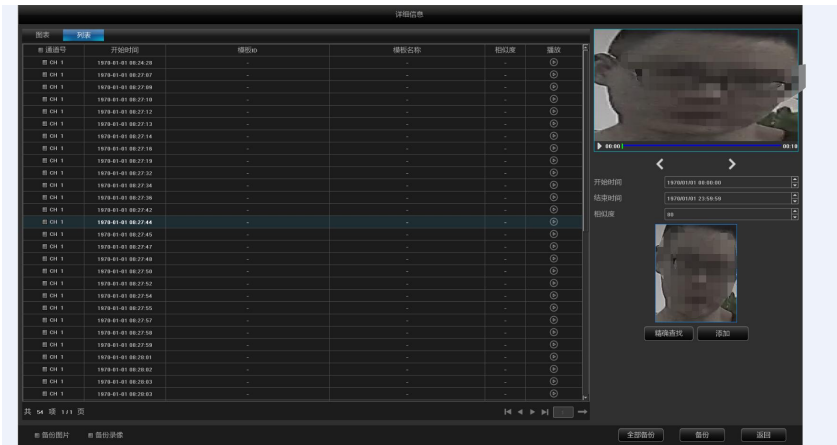 详细信息
图表 列表
通道号 开始时间 模板ID 模板名称 相似度 播放
CH 1 1970-01-01 00:24:20 - - -
CH 1 1970-01-01 00:27:07 - - -
CH 1 1970-01-01 00:27:09 - - -
CH 1 1970-01-01 00:27:10 - - -
CH 1 1970-01-01 00:27:12 - - -
CH 1 1970-01-01 00:27:13 - - -
CH 1 1970-01-01 00:27:14 - - -
CH 1 1970-01-01 00:27:16 - - -
CH 1 1970-01-01 00:27:19 - - -
CH 1 1970-01-01 00:27:32 - - -
CH 1 1970-01-01 00:27:34 - - -
CH 1 1970-01-01 00:27:36 - - -
CH 1 1970-01-01 00:27:42 - - -
CH 1 1970-01-01 00:27:44 - - -
CH 1 1970-01-01 00:27:45 - - -
CH 1 1970-01-01 00:27:47 - - -
CH 1 1970-01-01 00:27:48 - - -
CH 1 1970-01-01 00:27:50 - - -
CH 1 1970-01-01 00:27:52 - - -
CH 1 1970-01-01 00:27:54 - - -
CH 1 1970-01-01 00:27:55 - - -
CH 1 1970-01-01 00:27:57 - - -
CH 1 1970-01-01 00:27:58 - - -
CH 1 1970-01-01 00:27:59 - - -
CH 1 1970-01-01 00:28:01 - - -
CH 1 1970-01-01 00:28:02 - - -
CH 1 1970-01-01 00:28:03 - - -
CH 1 1970-01-01 00:28:03 - - -
共 54 项 1/1 页
00:00 00:10
开始时间 1970/01/01 00:00:00
结束时间 1970/01/01 23:59:59
相似度 80
精确查找 添加
备份图片 备份录像 全部备份 备份 返回